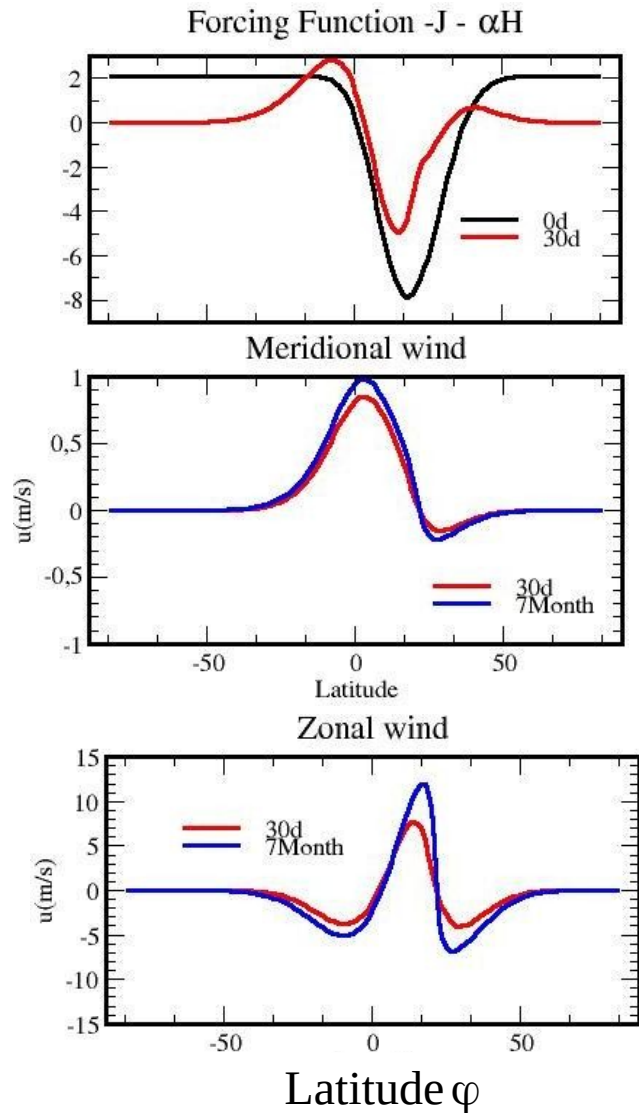 Forcing Function -J - αH
2
0
-2
-4
-6
-8
0d
30d
Meridional wind
1
0,5
0
-0,5
-1
u(m/s)
30d
7Month
-50 0 50
Latitude
Zonal wind
15
10
5
0
-5
-10
-15
u(m/s)
30d
7Month
-50 0 50
Latitude φ